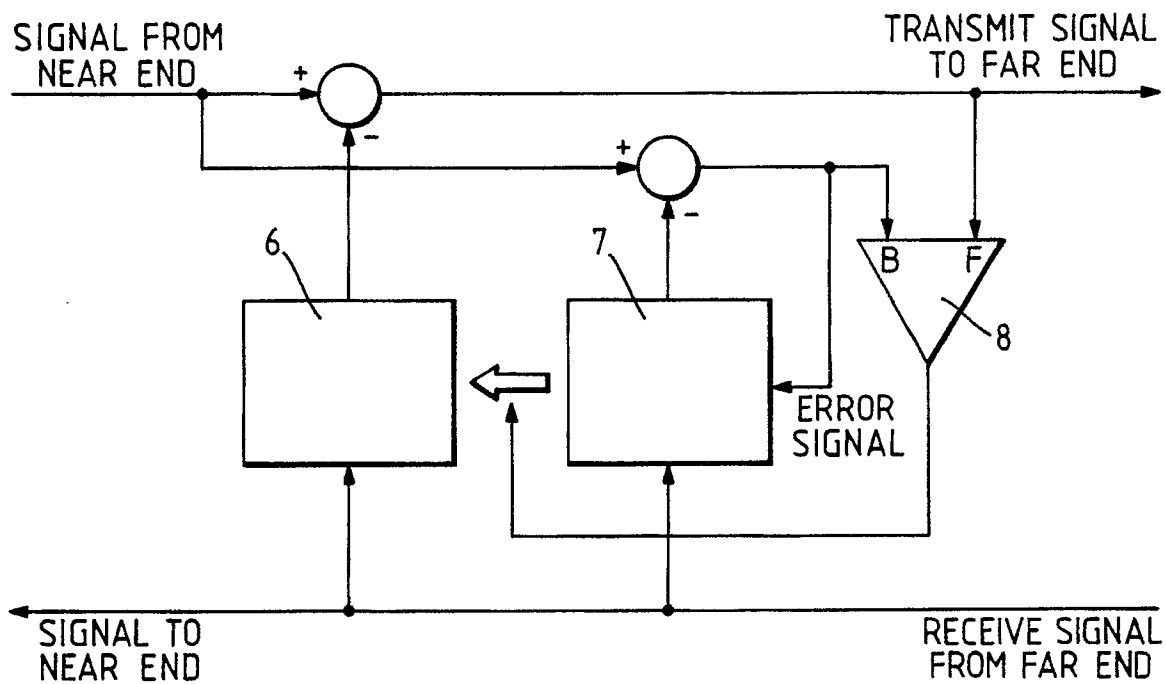 SIGNAL FROM
NEAR END
TRANSMIT SIGNAL
TO FAR END
+
-
+
-
6
7
B F
8
ERROR
SIGNAL
SIGNAL TO
NEAR END
RECEIVE SIGNAL
FROM FAR END